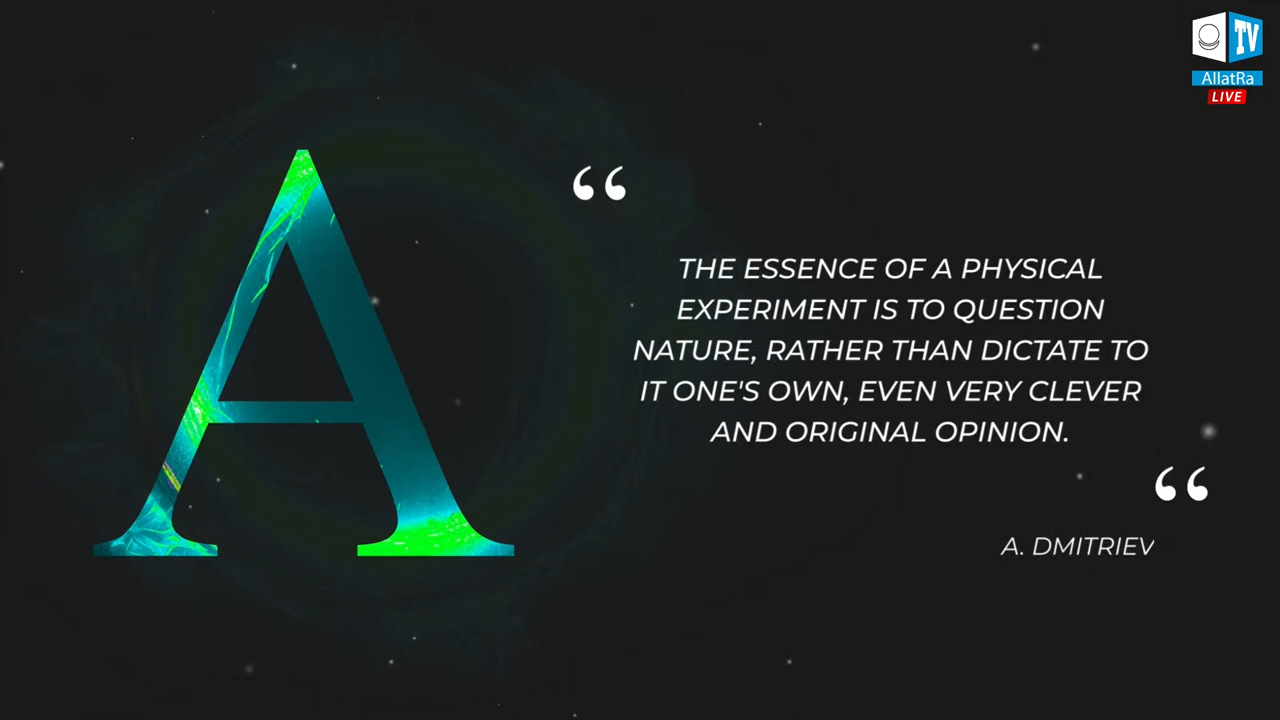 TV
AllatRa
LIVE
A
“
THE ESSENCE OF A PHYSICAL
EXPERIMENT IS TO QUESTION
NATURE, RATHER THAN DICTATE TO
IT ONE'S OWN, EVEN VERY CLEVER
AND ORIGINAL OPINION.
“
A. DMITRIEV